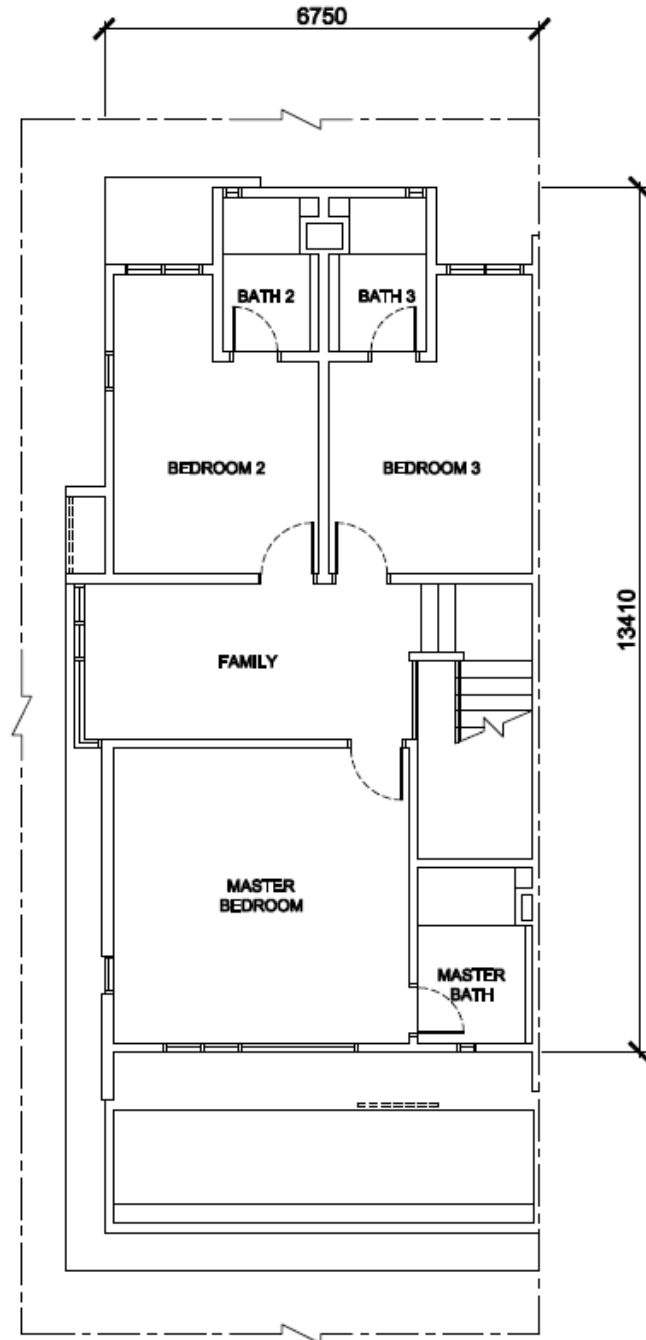 6750
BATH 2
BATH 3
BEDROOM 2
BEDROOM 3
13410
FAMILY
MASTER
BEDROOM
MASTER
BATH